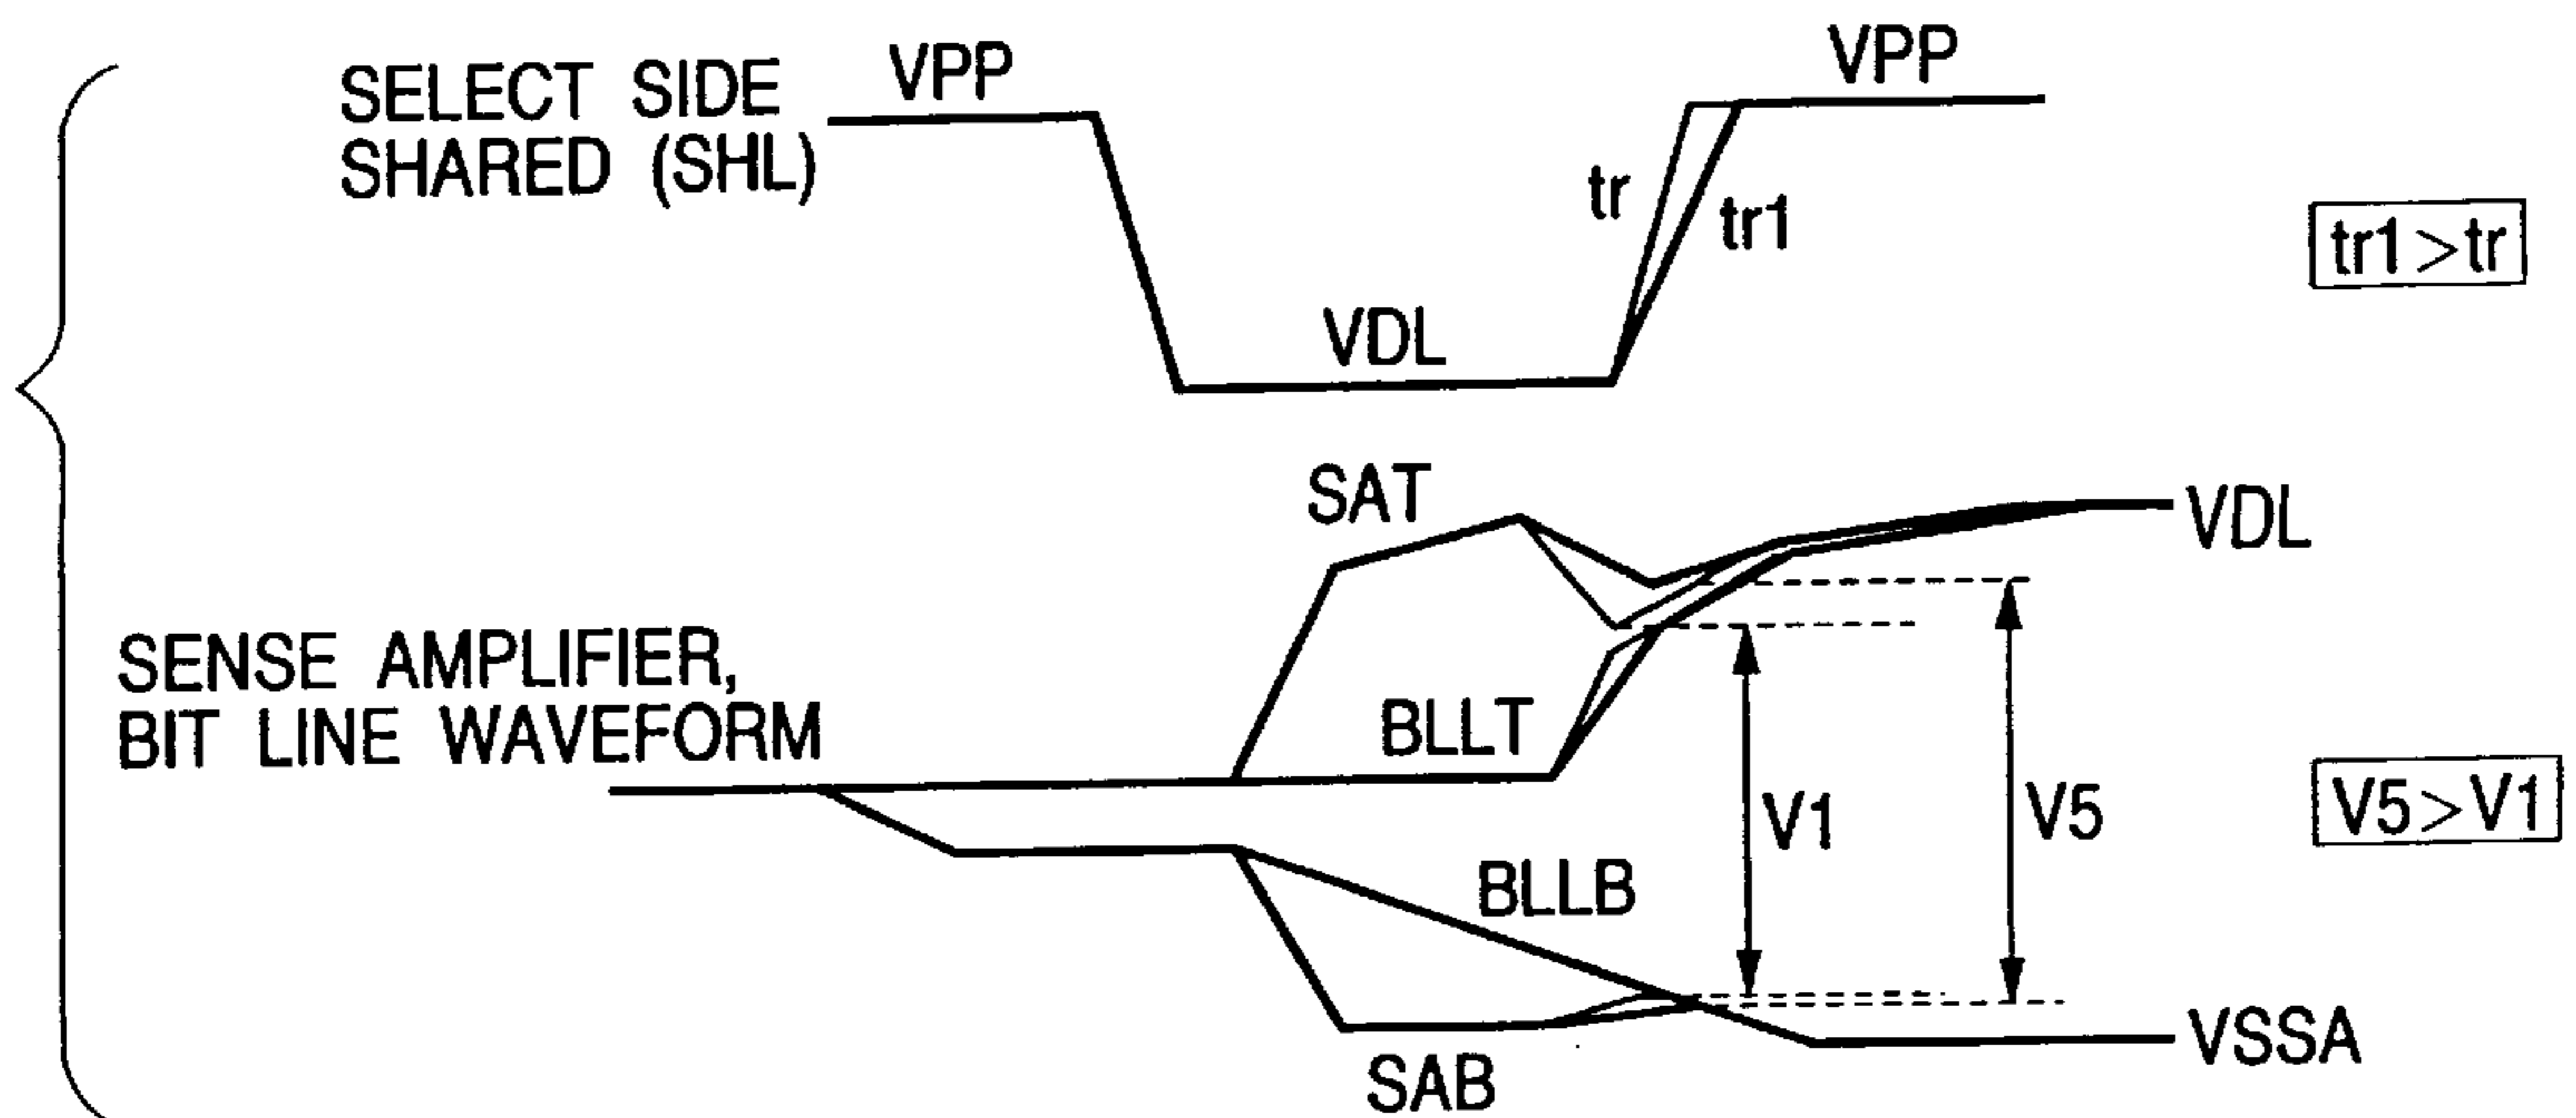 SELECT SIDE
SHARED (SHL)
VPP
VPP
tr
tr1
tr1>tr
VDL
SAT
VDL
SENSE AMPLIFIER,
BIT LINE WAVEFORM
BLLT
V1
V5
V5>V1
BLLB
SAB
VSSA